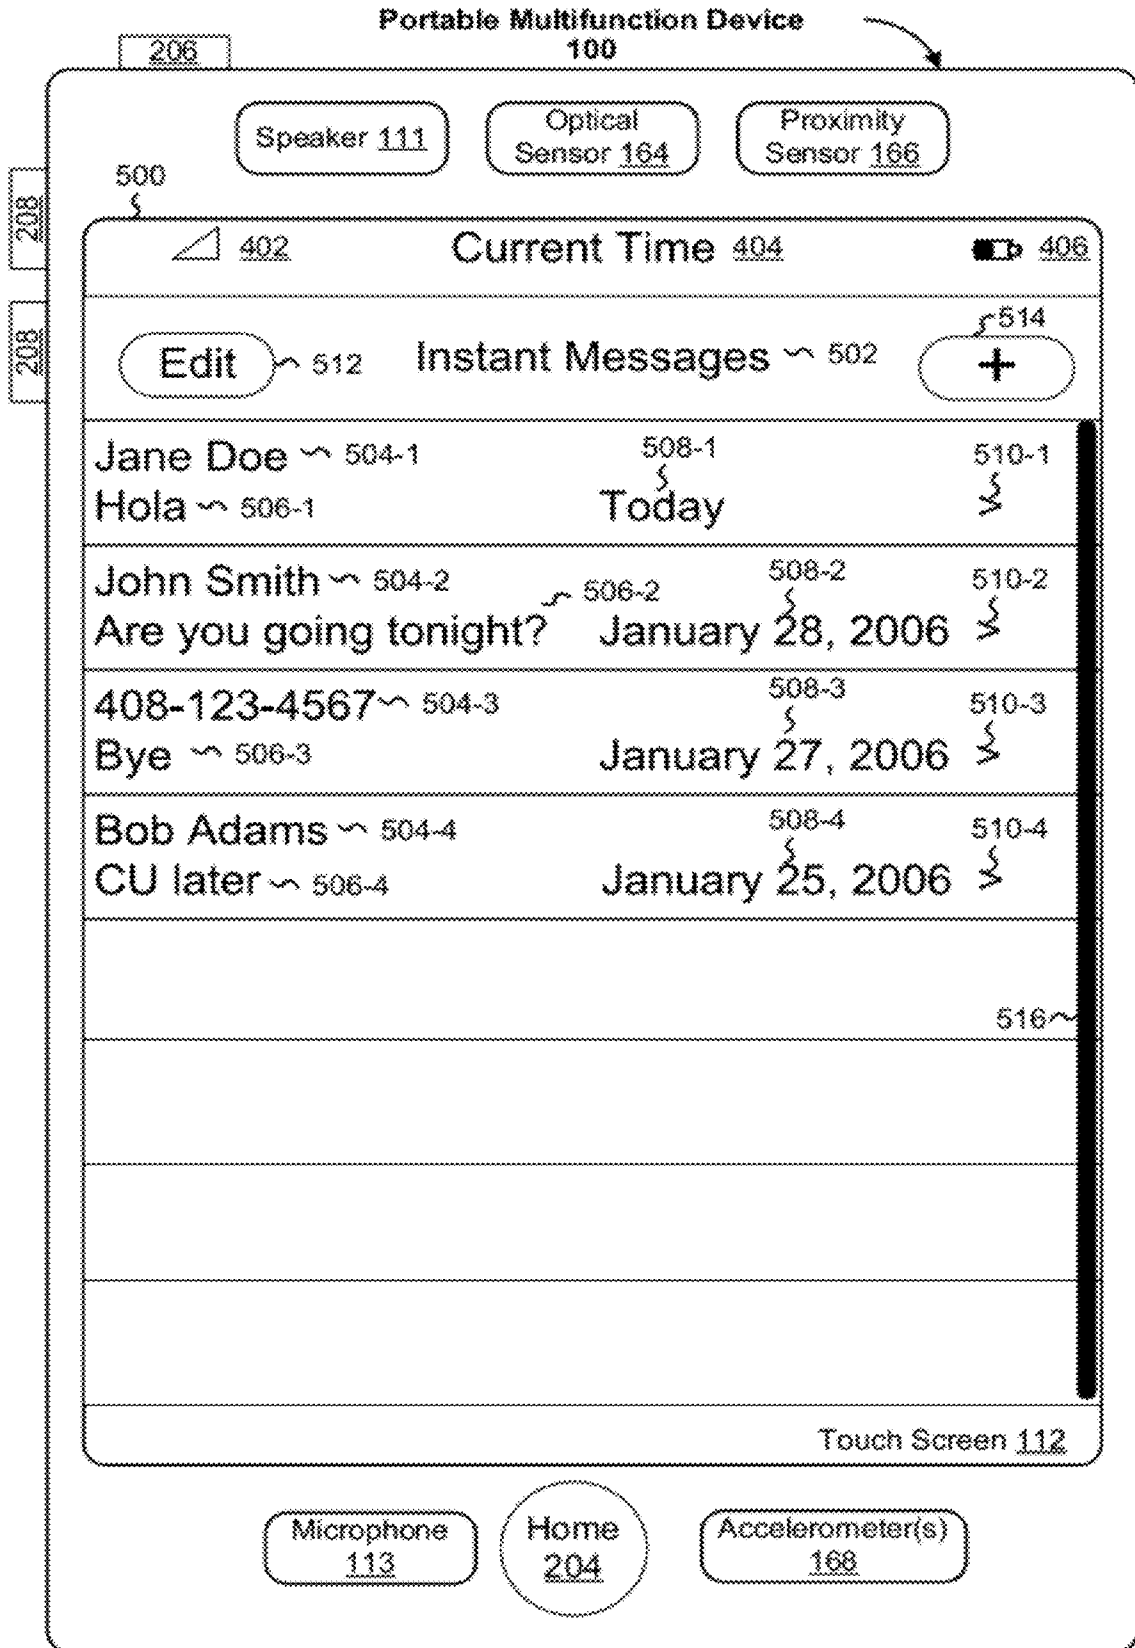 Portable Multifunction Device
100
206
Speaker 111
Optical
Sensor 164
Proximity
Sensor 166
208
500
402
Current Time 404
406
208
Edit
512
Instant Messages
502
514
+
Jane Doe
504-1
508-1
510-1
Hola
506-1
Today
John Smith
504-2
506-2
508-2
510-2
Are you going tonight?
January 28, 2006
408-123-4567
504-3
508-3
510-3
Bye
506-3
January 27, 2006
Bob Adams
504-4
508-4
510-4
CU later
506-4
January 25, 2006
516
Touch Screen 112
Microphone
113
Home
204
Accelerometer(s)
168